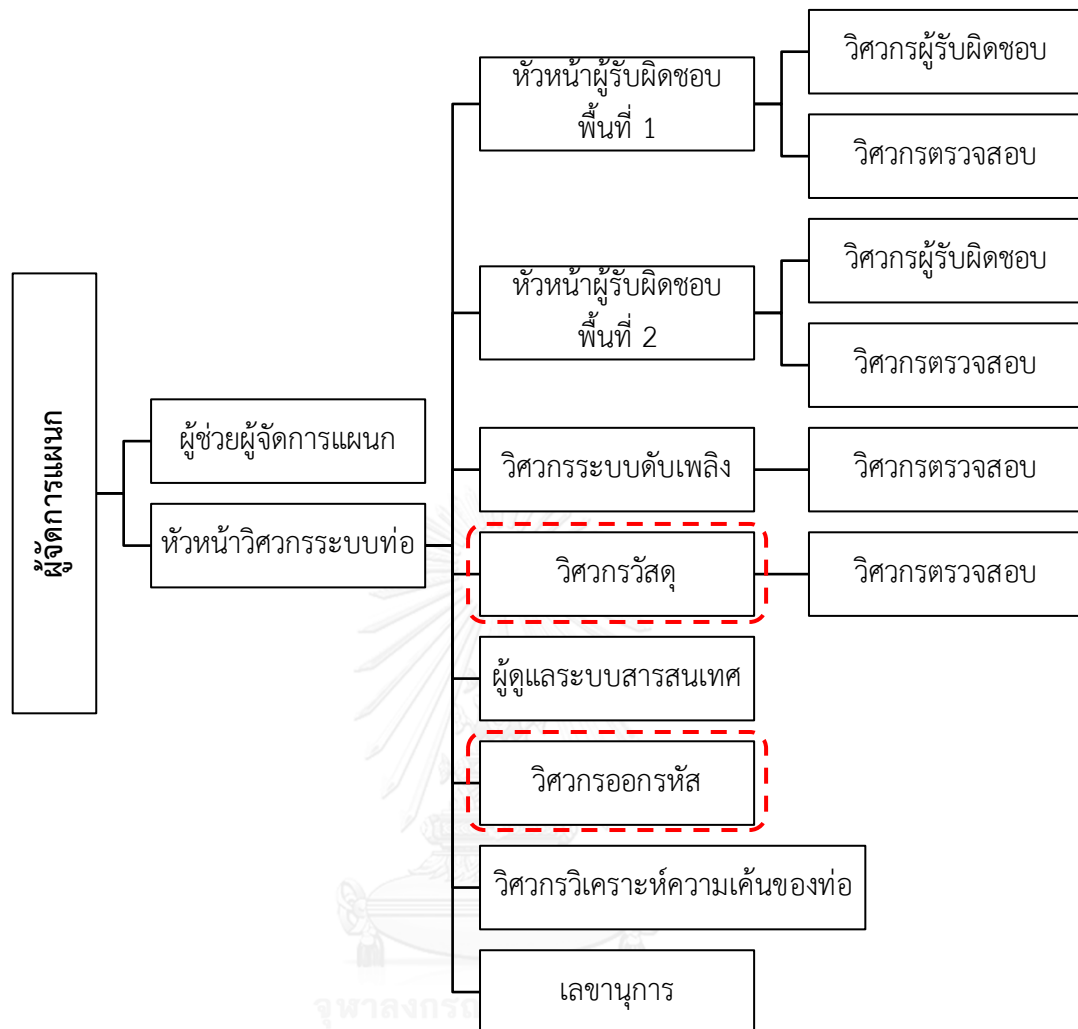 วิศวกรผู้รับผิดชอบ
หัวหน้าผู้รับผิดชอบ
พื้นที่ 1
วิศวกรตรวจสอบ
วิศวกรผู้รับผิดชอบ
หัวหน้าผู้รับผิดชอบ
พื้นที่ 2
วิศวกรตรวจสอบ
ผู้จัดการแผนก
ผู้ช่วยผู้จัดการแผนก
หัวหน้าวิศวกรระบบท่อ
วิศวกรระบบดับเพลิง
วิศวกรตรวจสอบ
วิศวกรวัสดุ
วิศวกรตรวจสอบ
ผู้ดูแลระบบสารสนเทศ
วิศวกรออกรหัส
วิศวกรวิเคราะห์ความเค้นของท่อ
เลขานุการ